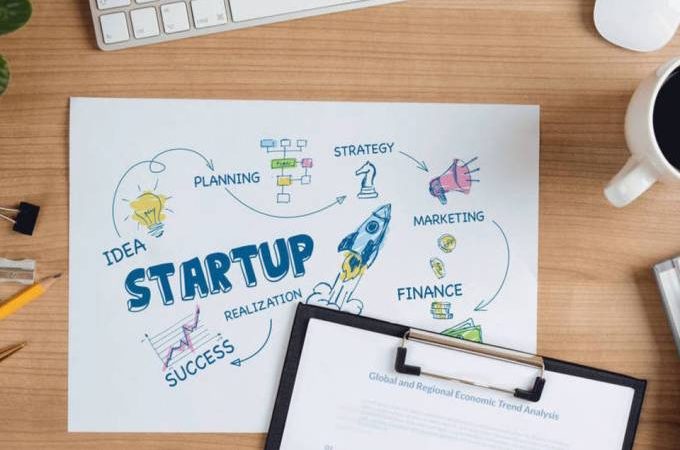 IDEA
PLANNING
STRATEGY
MARKETING
FINANCE
STARTUP
REALIZATION
SUCCESS
Global and Regional Economic Trend Analysis